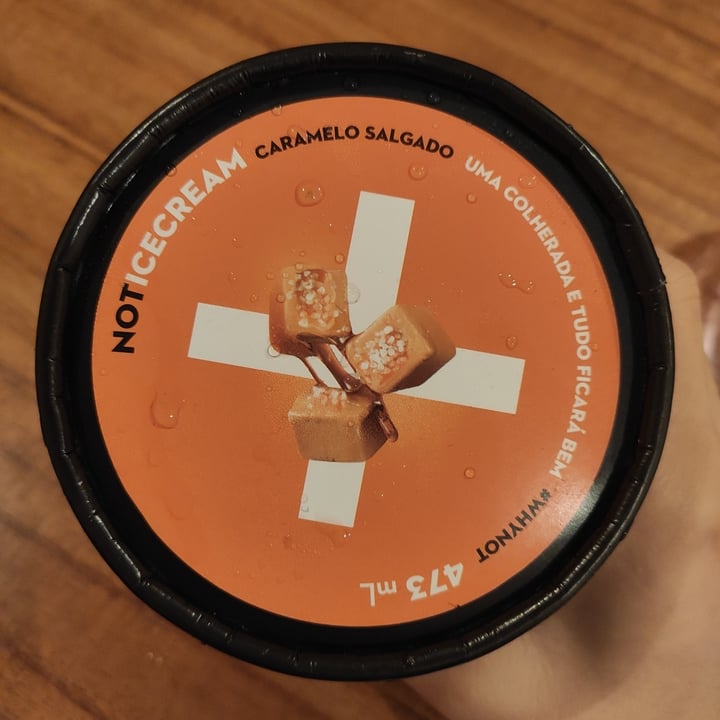 NOTICECREAM
CARAMELO SALGADO
UMA COLHERADA E TUDO FICARÁ BEM
#WHYNOT
473 mL